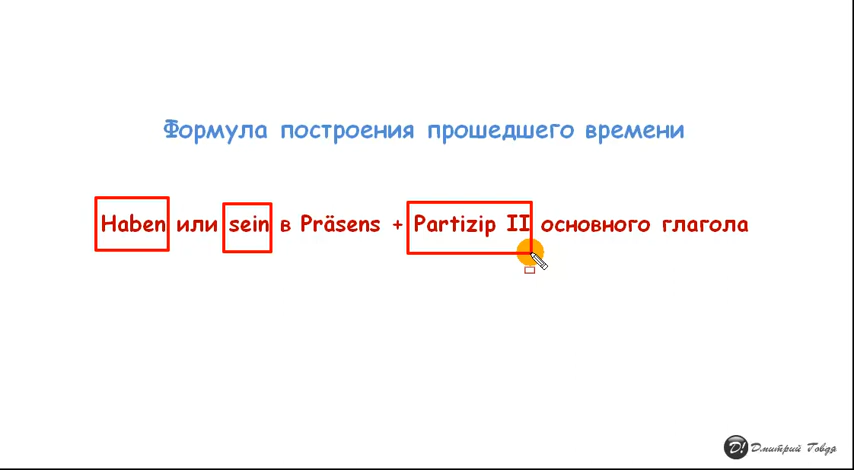 Формула построения прошедшего времени
Haben или sein в Präsens + Partizip II основного глагола
D! Дмитрий Говдя